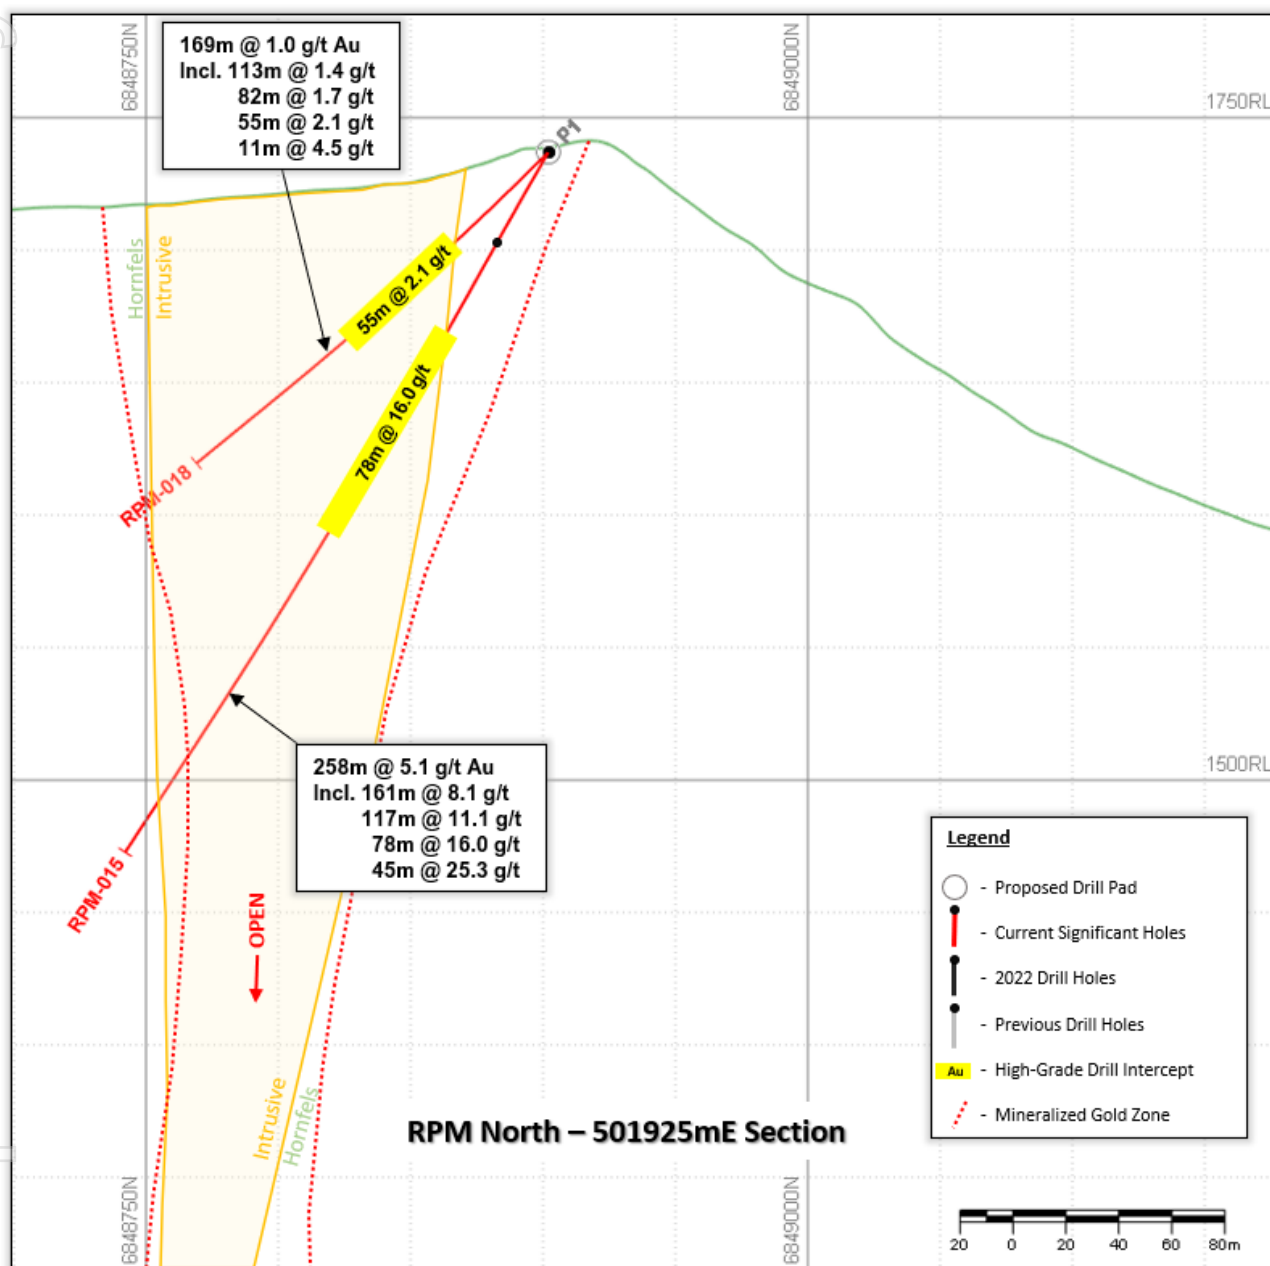 6848750N
6849000N
169m @ 1.0 g/t Au
Incl. 113m @ 1.4 g/t
82m @ 1.7 g/t
55m @ 2.1 g/t
11m @ 4.5 g/t
1750RL
P1
Hornfels
Intrusive
55m @ 2.1 g/t
78m @ 16.0 g/t
RPM-018
258m @ 5.1 g/t Au
Incl. 161m @ 8.1 g/t
117m @ 11.1 g/t
78m @ 16.0 g/t
45m @ 25.3 g/t
1500RL
RPM-015
OPEN
Legend
- Proposed Drill Pad
- Current Significant Holes
- 2022 Drill Holes
- Previous Drill Holes
Au - High-Grade Drill Intercept
- Mineralized Gold Zone
Intrusive
Hornfels
RPM North – 501925mE Section
6848750N
6849000N
20 0 20 40 60 80m